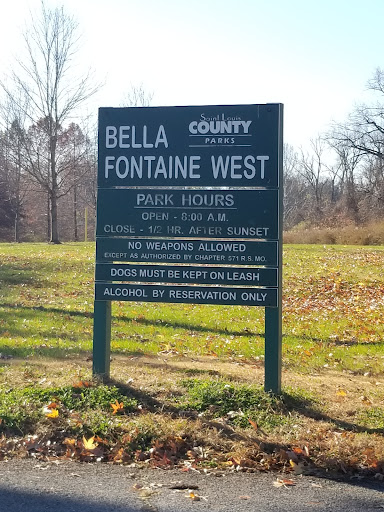 BELLA
Saint Louis
COUNTY
PARKS
FONTAINE WEST
PARK HOURS
OPEN - 8:00 A.M.
CLOSE - 1/2 HR. AFTER SUNSET
NO WEAPONS ALLOWED
EXCEPT AS AUTHORIZED BY CHAPTER 571 R.S. MO.
DOGS MUST BE KEPT ON LEASH
ALCOHOL BY RESERVATION ONLY